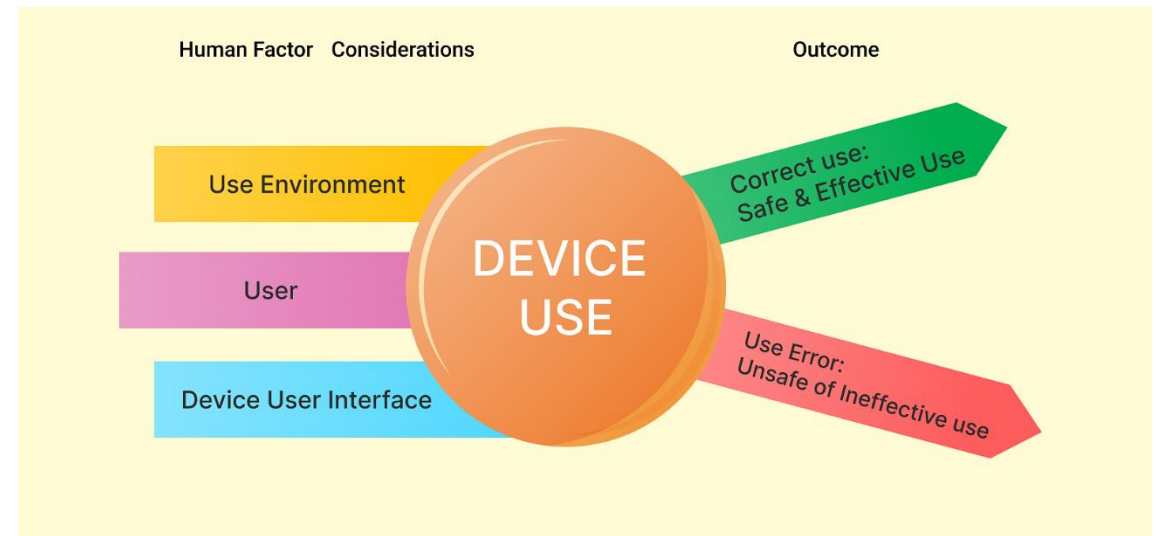 Human Factor Considerations
Outcome
Use Environment
User
Device User Interface
DEVICE
USE
Correct use:
Safe & Effective Use
Use Error:
Unsafe of Ineffective use